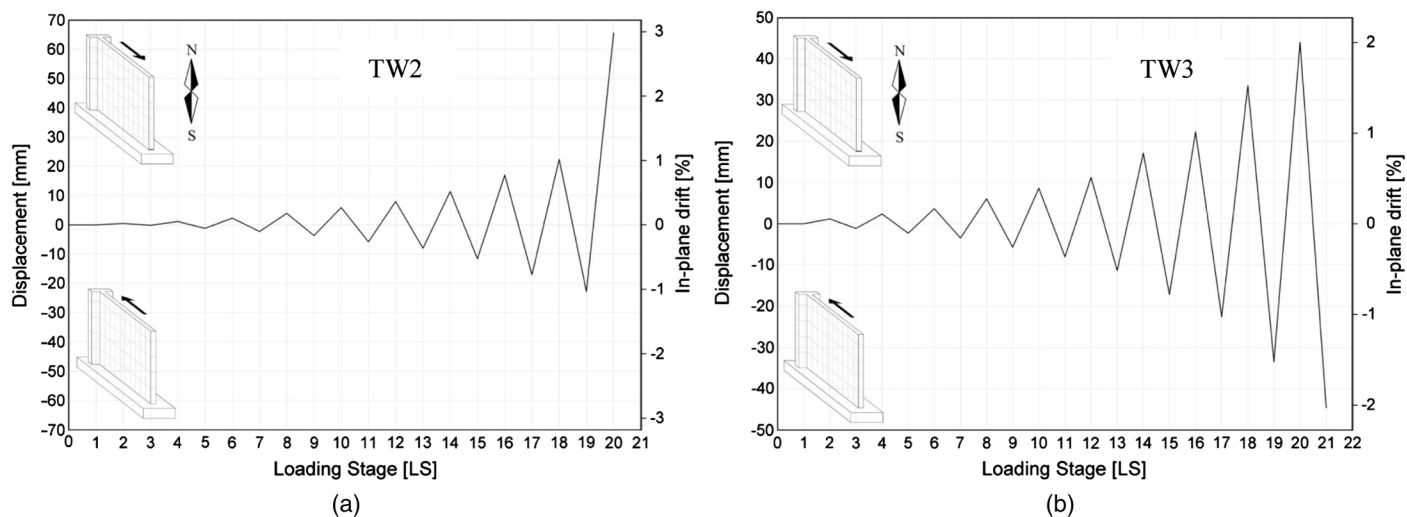 TW2
N
S
Displacement [mm]
70
60
50
40
30
20
10
0
-10
-20
-30
-40
-50
-60
-70
3
2
1
0
-1
-2
-3
In-plane drift [%]
0 1 2 3 4 5 6 7 8 9 10 11 12 13 14 15 16 17 18 19 20 21
Loading Stage [LS]
(a)
TW3
N
S
Displacement [mm]
50
40
30
20
10
0
-10
-20
-30
-40
-50
2
1
0
-1
-2
In-plane drift [%]
0 1 2 3 4 5 6 7 8 9 10 11 12 13 14 15 16 17 18 19 20 21 22
Loading Stage [LS]
(b)